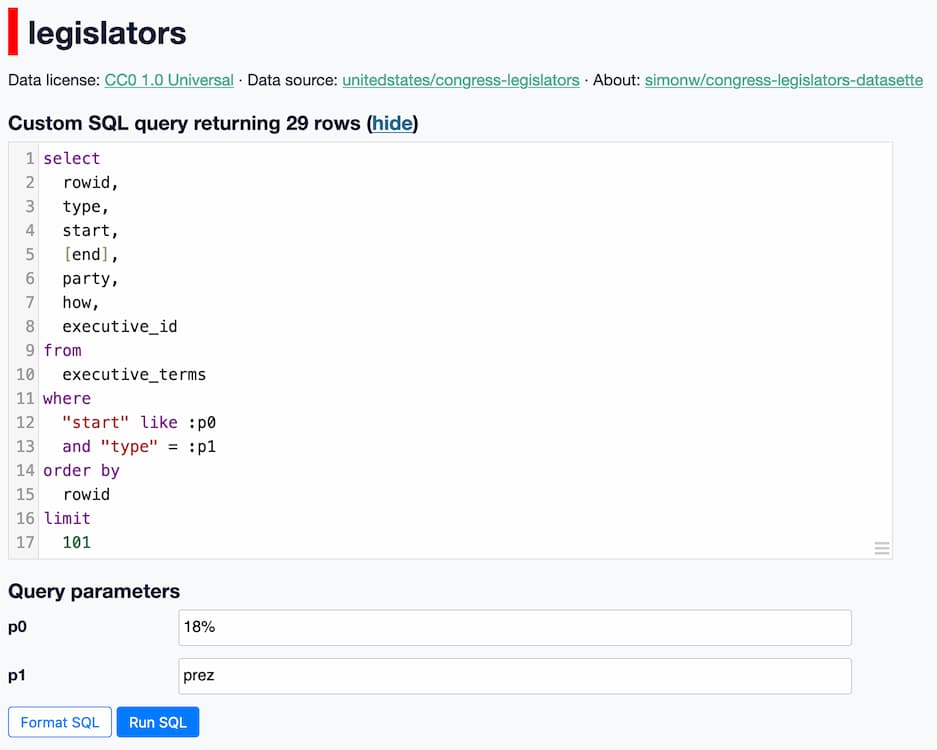 legislators
Data license: CC0 1.0 Universal · Data source: unitedstates/congress-legislators · About: simonw/congress-legislators-datasette
Custom SQL query returning 29 rows (hide)
1 select
2 rowid,
3 type,
4 start,
5 [end],
6 party,
7 how,
8 executive_id
9 from
10 executive_terms
11 where
12 "start" like :p0
13 and "type" = :p1
14 order by
15 rowid
16 limit
17 101
Query parameters
p0 18%
p1 prez
Format SQL Run SQL